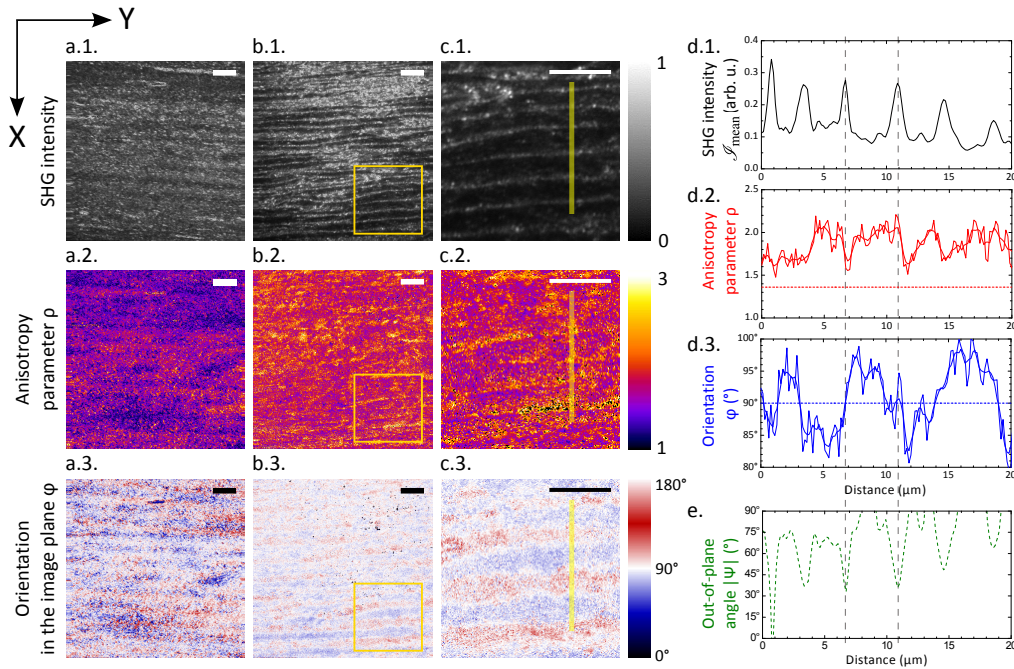 Y
X
a.1.
b.1.
c.1.
SHG intensity
1
0
a.2.
b.2.
c.2.
Anisotropy
parameter ρ
3
1
a.3.
b.3.
c.3.
Orientation
in the image plane φ
180°
90°
0°
d.1.
SHG intensity
𝒥mean (arb. u.)
0.4
0.3
0.2
0.1
0.0
0 5 10 15 20
d.2.
Anisotropy
parameter ρ
2.5
2.0
1.5
1.0
0 5 10 15 20
d.3.
Orientation
φ (°)
100°
95°
90°
85°
80°
0 5 10 15 20
Distance (μm)
e.
Out-of-plane
angle |Ψ| (°)
90°
75°
60°
45°
30°
15°
0°
0 5 10 15 20
Distance (μm)